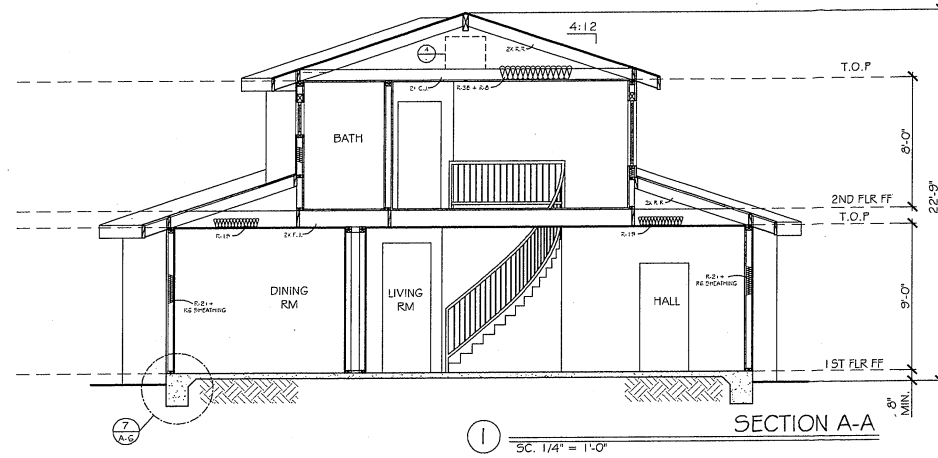 4:12
4
2X R.R.
T.O.P
2X C.J.
R-38 + R-8
BATH
8'-0"
22'-9"
2X R.R.
2ND FLR FF
T.O.P
R-19
2X F.J.
R-19
DINING
RM
LIVING
RM
HALL
R-21 +
R6 SHEATHING
R-21 +
R6 SHEATHING
9'-0"
1ST FLR FF
8"
MIN.
7
A-6
1
SECTION A-A
SC. 1/4" = 1'-0"